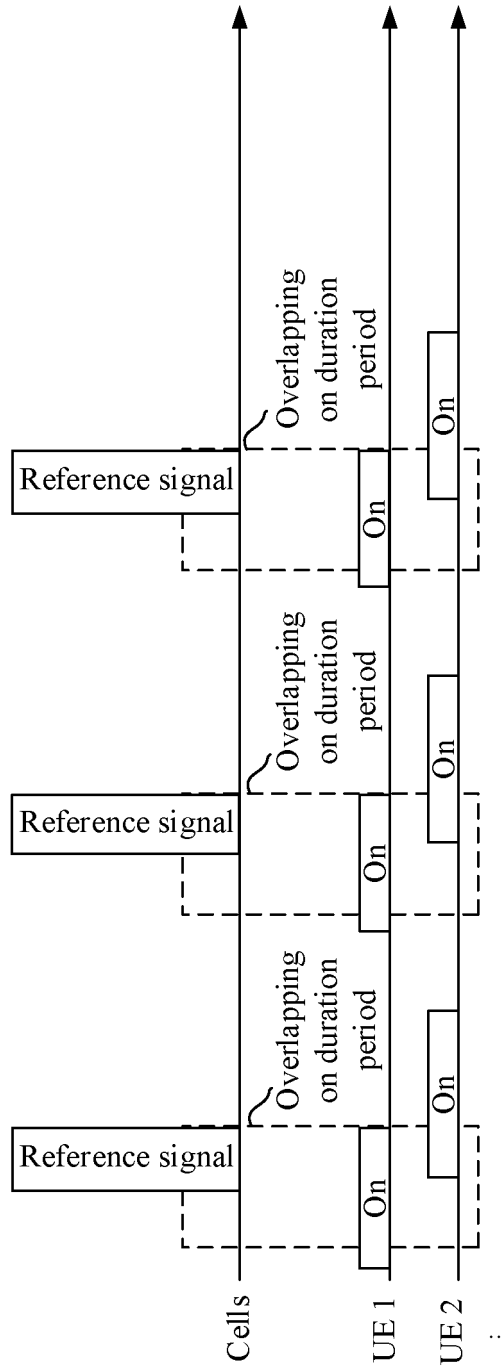 Reference signal
Reference signal
Reference signal
Cells
Overlapping
on duration
period
Overlapping
on duration
period
Overlapping
on duration
period
UE 1
On
On
On
UE 2
On
On
On
..